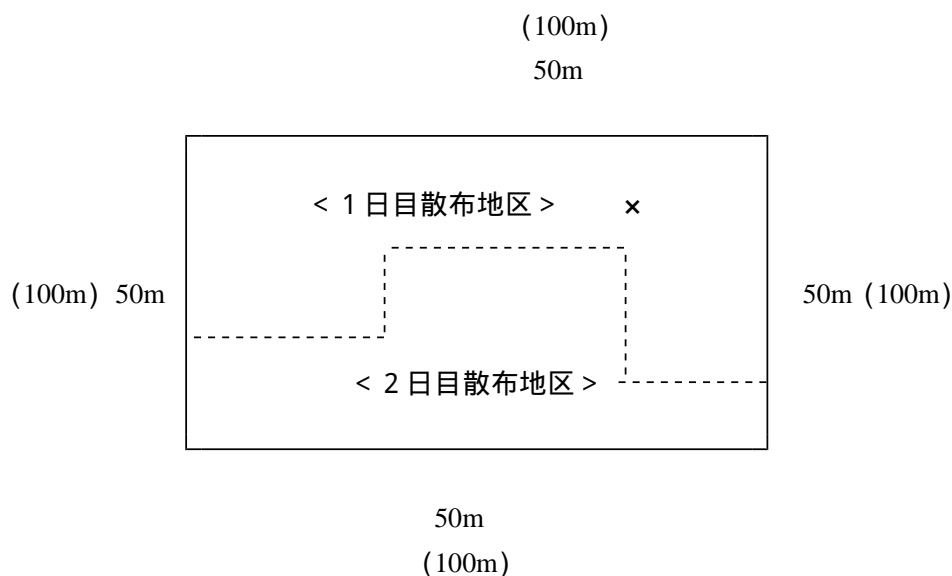 (100m)
50m
< 1日目散布地区 > ×
(100m) 50m
50m (100m)
< 2日目散布地区 >
50m
(100m)